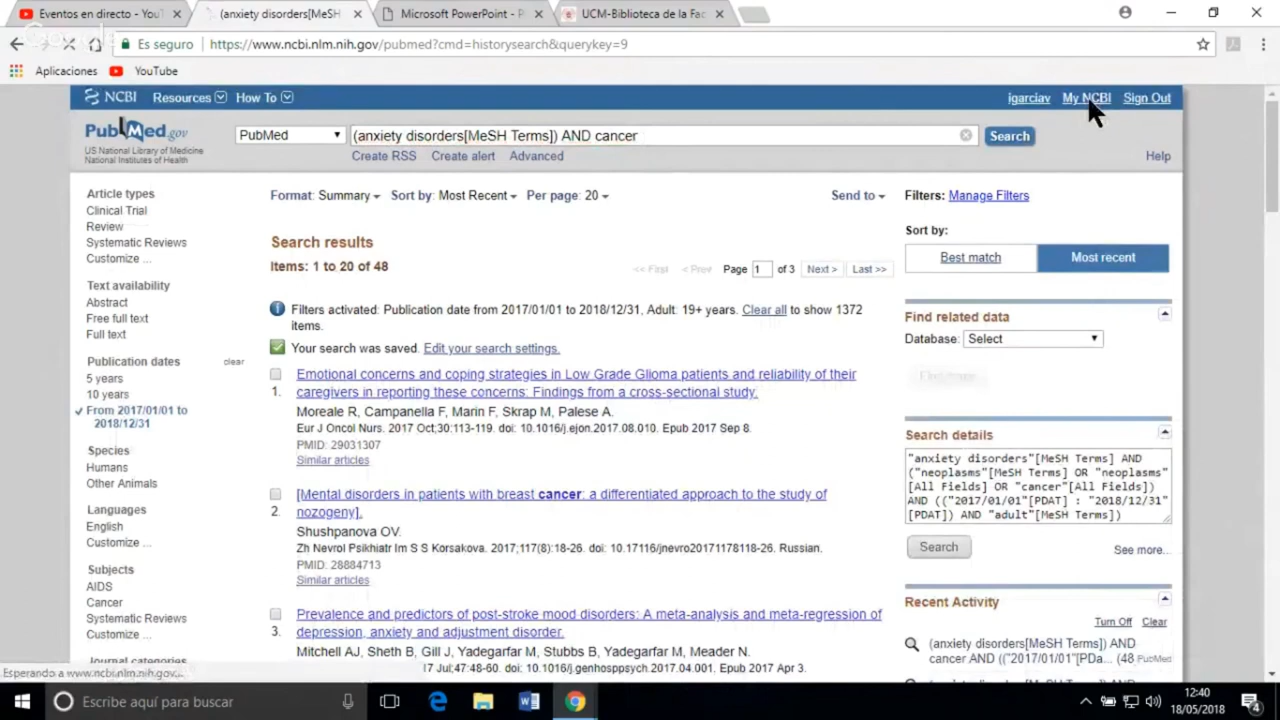 Eventos en directo - YouT
(anxiety disorders[MeSH
Microsoft PowerPoint - P
UCM-Biblioteca de la Fac
Es seguro
https://www.ncbi.nlm.nih.gov/pubmed?cmd=historysearch&querykey=9
Aplicaciones
YouTube
NCBI Resources How To
igarciav My NCBI Sign Out
PubMed.gov
US National Library of Medicine
National Institutes of Health
PubMed
(anxiety disorders[MeSH Terms]) AND cancer
Search
Create RSS Create alert Advanced
Help
Article types
Clinical Trial
Review
Systematic Reviews
Customize ...
Text availability
Abstract
Free full text
Full text
Publication dates clear
5 years
10 years
From 2017/01/01 to
2018/12/31
Species
Humans
Other Animals
Languages
English
Customize ...
Subjects
AIDS
Cancer
Systematic Reviews
Customize ...
Journal categories
Format: Summary Sort by: Most Recent Per page: 20
Send to
Search results
Items: 1 to 20 of 48
<< First < Prev Page 1 of 3 Next > Last >>
Filters activated: Publication date from 2017/01/01 to 2018/12/31, Adult: 19+ years. Clear all to show 1372
items.
Your search was saved. Edit your search settings.
Emotional concerns and coping strategies in Low Grade Glioma patients and reliability of their
1. caregivers in reporting these concerns: Findings from a cross-sectional study.
Moreale R, Campanella F, Marin F, Skrap M, Palese A.
Eur J Oncol Nurs. 2017 Oct;30:113-119. doi: 10.1016/j.ejon.2017.08.010. Epub 2017 Sep 8.
PMID: 29031307
Similar articles
[Mental disorders in patients with breast cancer: a differentiated approach to the study of
2. nozogeny].
Shushpanova OV.
Zh Nevrol Psikhiatr Im S S Korsakova. 2017;117(8):18-26. doi: 10.17116/jnevro20171178118-26. Russian.
PMID: 28884713
Similar articles
Prevalence and predictors of post-stroke mood disorders: A meta-analysis and meta-regression of
3. depression, anxiety and adjustment disorder.
Mitchell AJ, Sheth B, Gill J, Yadegarfar M, Stubbs B, Yadegarfar M, Meader N.
7 Jul;47:48-60. doi: 10.1016/j.genhosppsych.2017.04.001. Epub 2017 Apr 3.
Filters: Manage Filters
Sort by:
Best match Most recent
Find related data
Database: Select
Find items
Search details
"anxiety disorders"[MeSH Terms] AND
("neoplasms"[MeSH Terms] OR "neoplasms"
[All Fields] OR "cancer"[All Fields])
AND (("2017/01/01"[PDAT] : "2018/12/31"
[PDAT]) AND "adult"[MeSH Terms])
Search
See more...
Recent Activity
Turn Off Clear
(anxiety disorders[MeSH Terms]) AND
cancer AND (("2017/01/01"[PDa... (48 PubMed
Esperando a www.ncbi.nlm.nih.gov...
Escribe aquí para buscar
12:40
18/05/2018
4